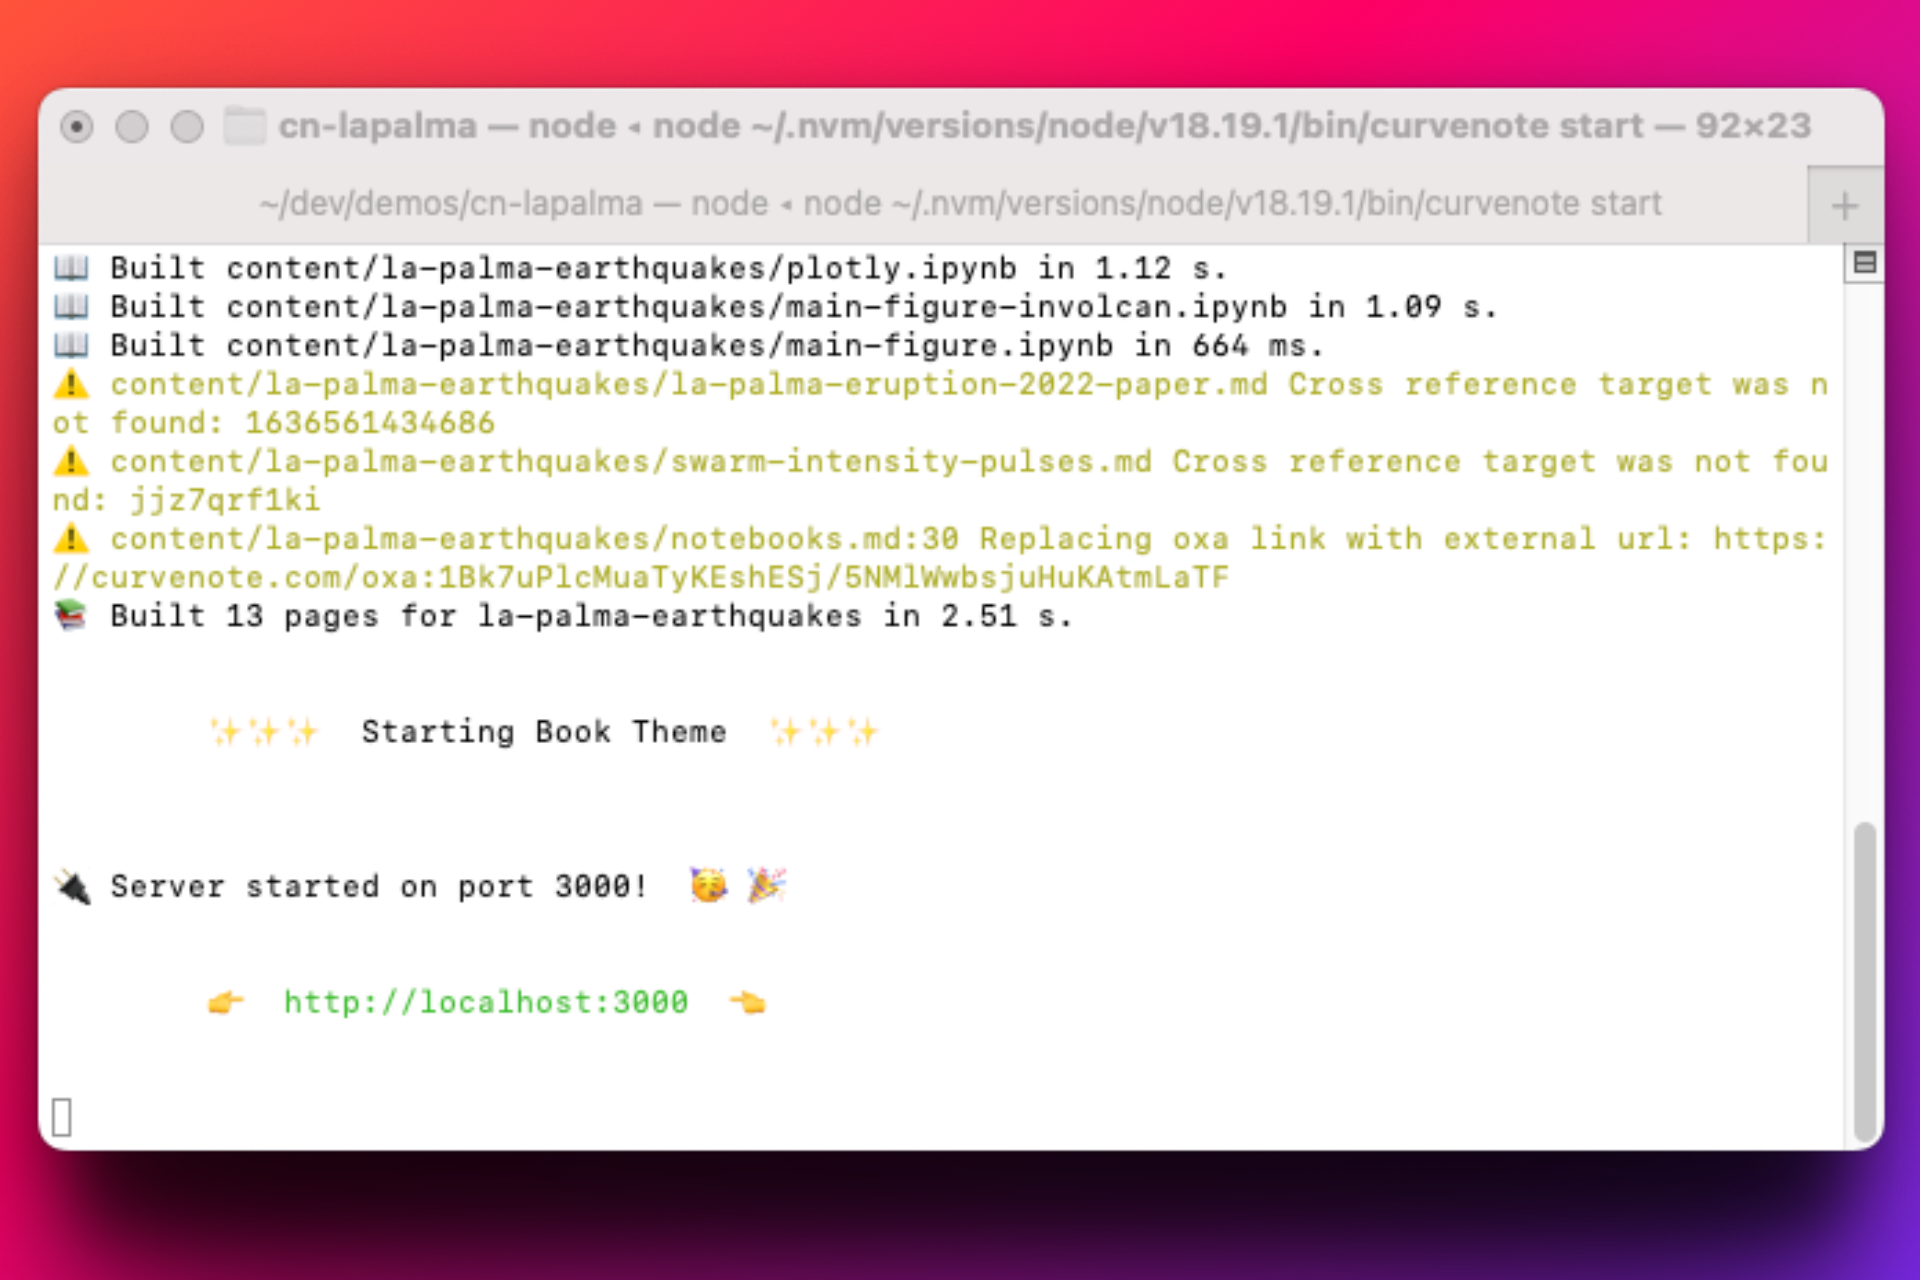 cn-lapalma — node ◂ node ~/.nvm/versions/node/v18.19.1/bin/curvenote start — 92×23
~/dev/demos/cn-lapalma — node ◂ node ~/.nvm/versions/node/v18.19.1/bin/curvenote start
+
📖 Built content/la-palma-earthquakes/plotly.ipynb in 1.12 s.
📖 Built content/la-palma-earthquakes/main-figure-involcan.ipynb in 1.09 s.
📖 Built content/la-palma-earthquakes/main-figure.ipynb in 664 ms.
⚠️ content/la-palma-earthquakes/la-palma-eruption-2022-paper.md Cross reference target was n
ot found: 1636561434686
⚠️ content/la-palma-earthquakes/swarm-intensity-pulses.md Cross reference target was not fou
nd: jjz7qrf1ki
⚠️ content/la-palma-earthquakes/notebooks.md:30 Replacing oxa link with external url: https:
//curvenote.com/oxa:1Bk7uPlcMuaTyKEshESj/5NMlWwbsjuHuKAtmLaTF
📚 Built 13 pages for la-palma-earthquakes in 2.51 s.
✨✨✨ Starting Book Theme ✨✨✨
🔌 Server started on port 3000! 🥳 🎉
👉 http://localhost:3000 👈